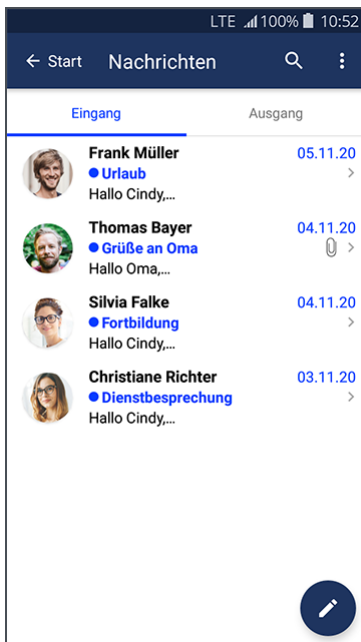 LTE 100% 10:52
← Start Nachrichten
Eingang Ausgang
Frank Müller 05.11.20
Urlaub
Hallo Cindy,...
Thomas Bayer 04.11.20
Grüße an Oma
Hallo Oma,...
Silvia Falke 04.11.20
Fortbildung
Hallo Cindy,...
Christiane Richter 03.11.20
Dienstbesprechung
Hallo Cindy,...